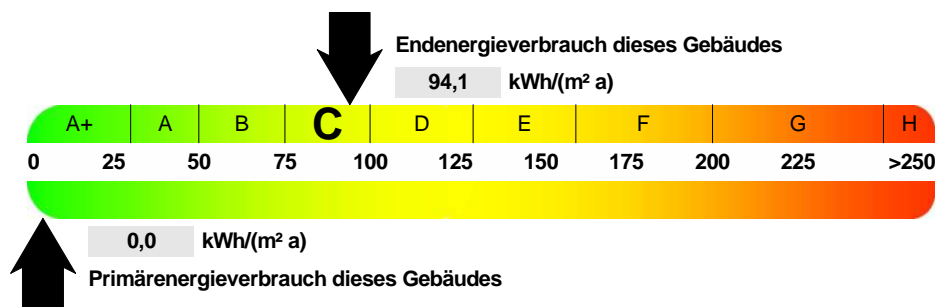 Endenergieverbrauch dieses Gebäudes
94,1 kWh/(m² a)
A+ A B C D E F G H
0 25 50 75 100 125 150 175 200 225 >250
0,0 kWh/(m² a)
Primärenergieverbrauch dieses Gebäudes